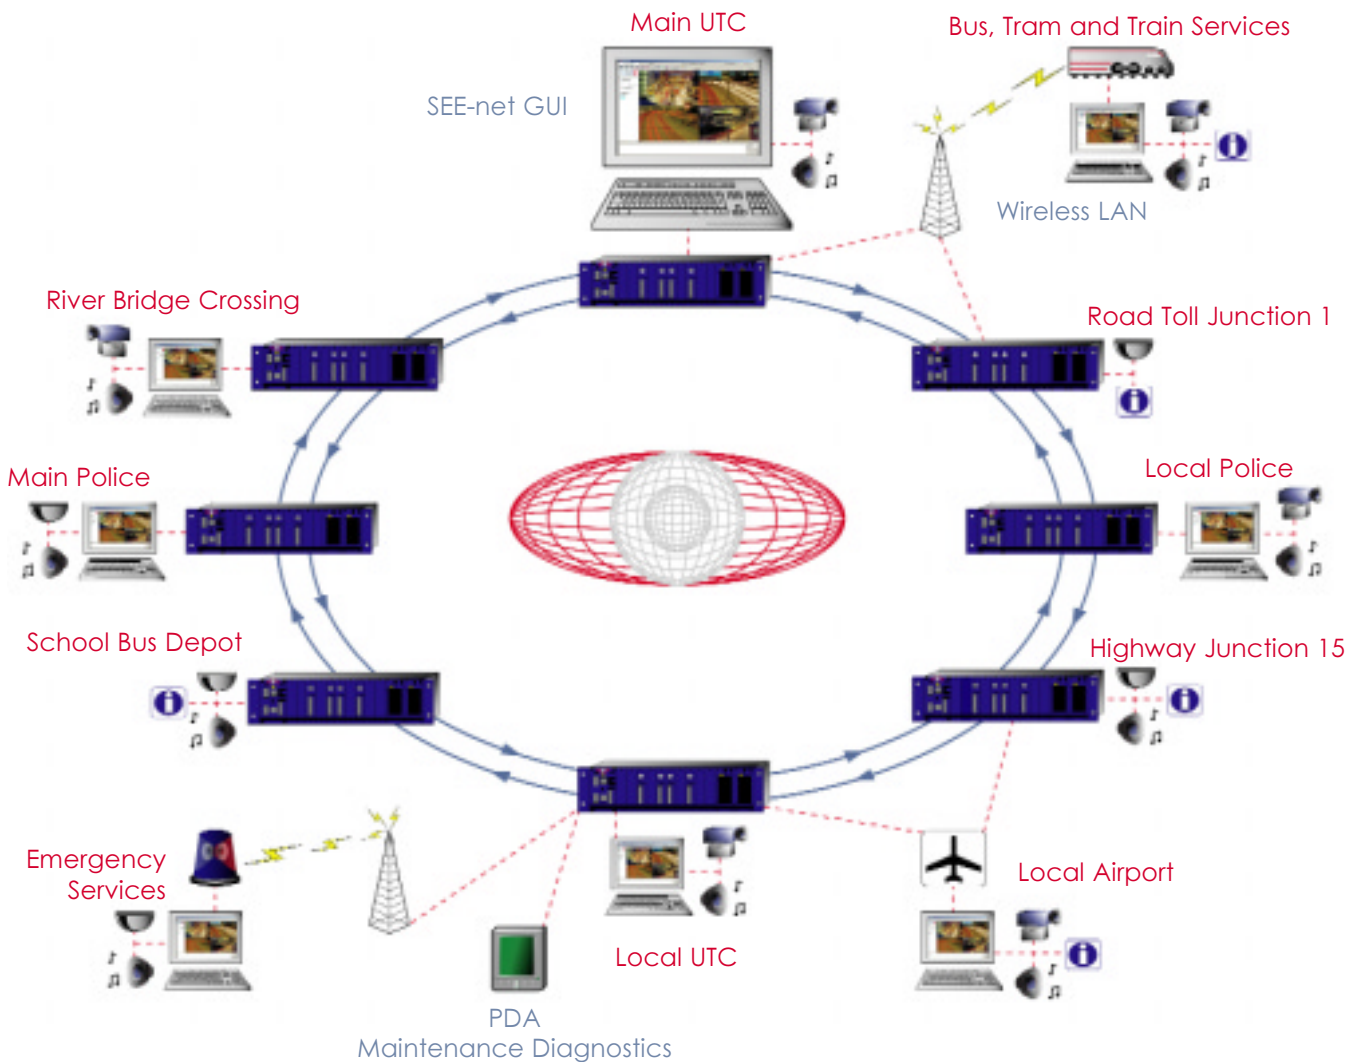 Main UTC
Bus, Tram and Train Services
SEE-net GUI
Wireless LAN
River Bridge Crossing
Road Toll Junction 1
Main Police
Local Police
School Bus Depot
Highway Junction 15
Emergency
Services
Local Airport
Local UTC
PDA
Maintenance Diagnostics